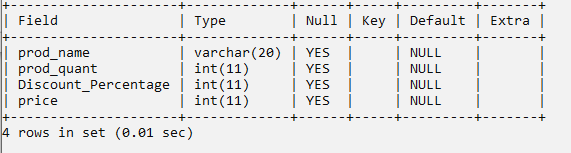 +---------------------+-------------+------+-----+---------+-------+
| Field               | Type        | Null | Key | Default | Extra |
+---------------------+-------------+------+-----+---------+-------+
| prod_name           | varchar(20) | YES  |     | NULL    |       |
| prod_quant          | int(11)     | YES  |     | NULL    |       |
| Discount_Percentage | int(11)     | YES  |     | NULL    |       |
| price               | int(11)     | YES  |     | NULL    |       |
+---------------------+-------------+------+-----+---------+-------+
4 rows in set (0.01 sec)